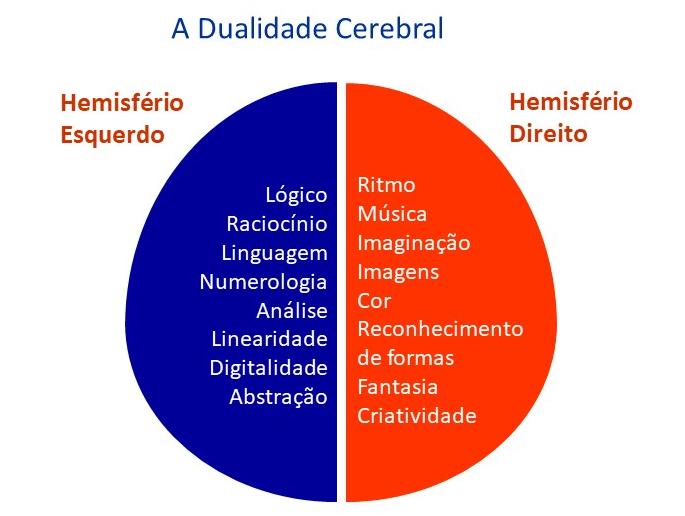 A Dualidade Cerebral
Hemisfério
Esquerdo
Lógico
Raciocínio
Linguagem
Numerologia
Análise
Linearidade
Digitalidade
Abstração
Hemisfério
Direito
Ritmo
Música
Imaginação
Imagens
Cor
Reconhecimento
de formas
Fantasia
Criatividade